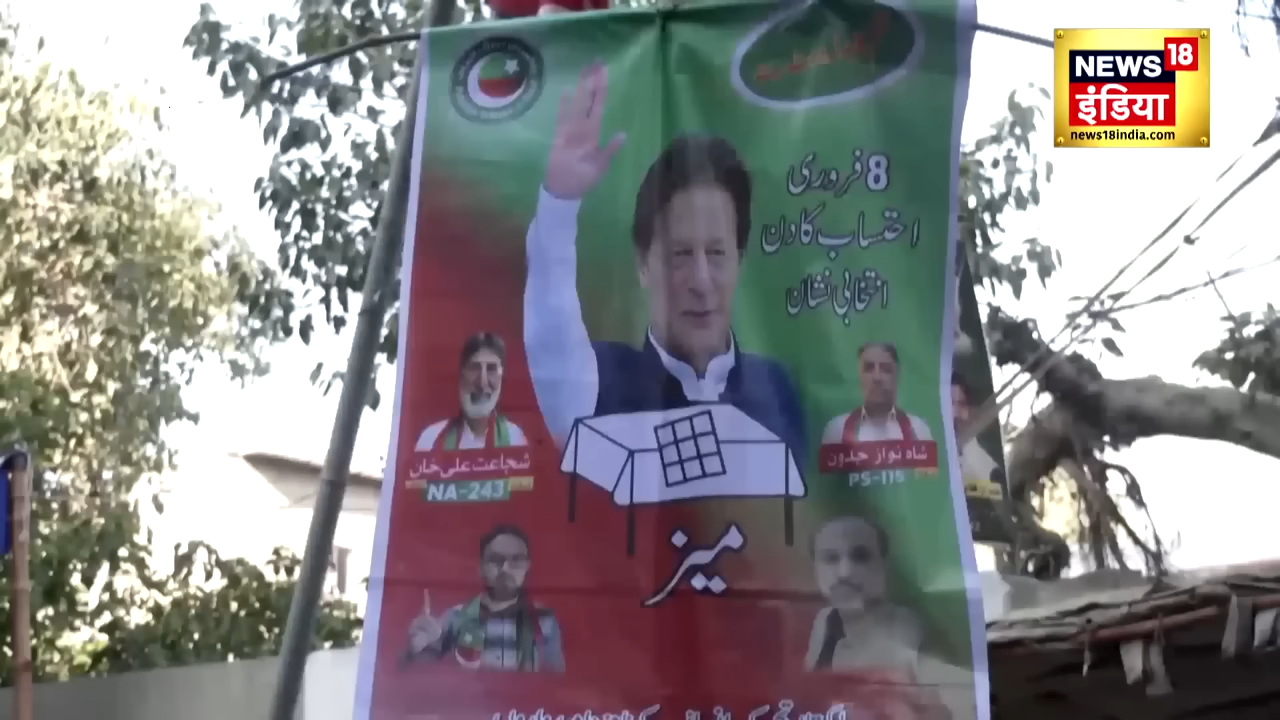 NEWS 18
इंडिया
news18india.com
8 فروری
احتساب کا دن
انتخابی نشان
شجاعت علی خان
NA-243
شاہ نواز جدون
PS-115
میز